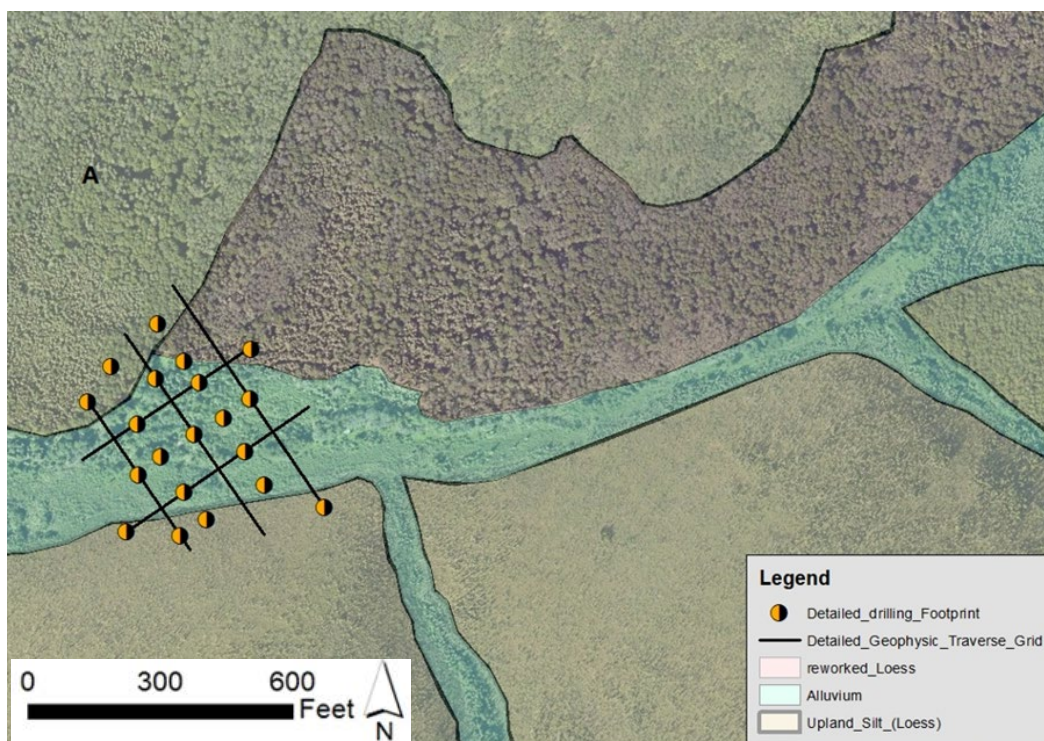 A
Legend
Detailed_drilling_Footprint
Detailed_Geophysic_Traverse_Grid
reworked_Loess
Alluvium
Upland_Silt_(Loess)
0 300 600
Feet
N